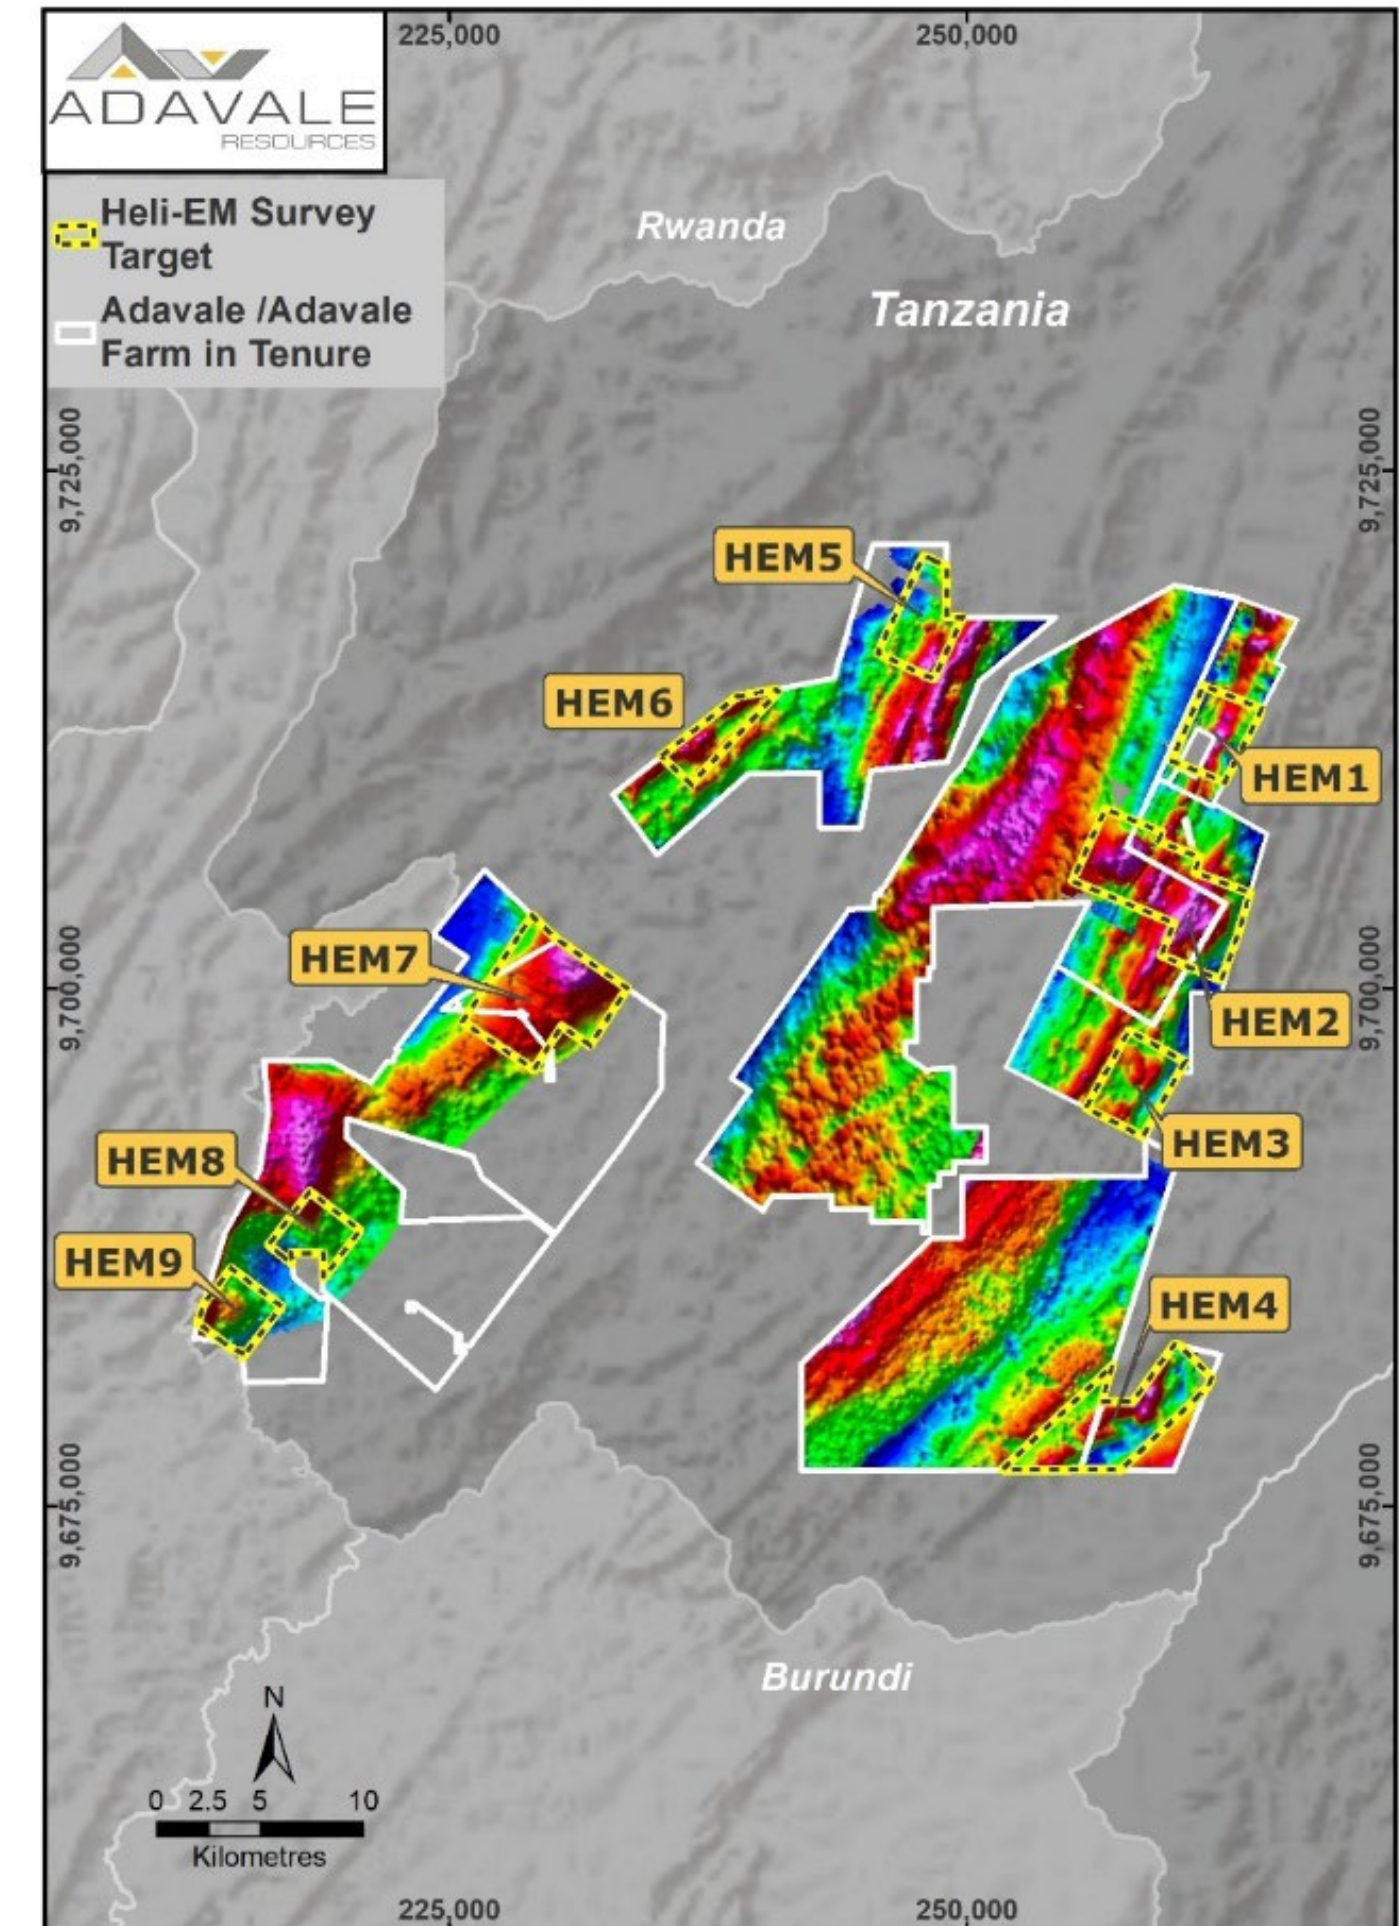 225,000
250,000
ADAVALE
RESOURCES
Heli-EM Survey
Target
Adavale /Adavale
Farm in Tenure
Rwanda
Tanzania
9,725,000
9,725,000
HEM5
HEM6
HEM1
HEM7
9,700,000
9,700,000
HEM2
HEM3
HEM8
HEM9
HEM4
9,675,000
9,675,000
Burundi
N
0 2.5 5 10
Kilometres
225,000
250,000